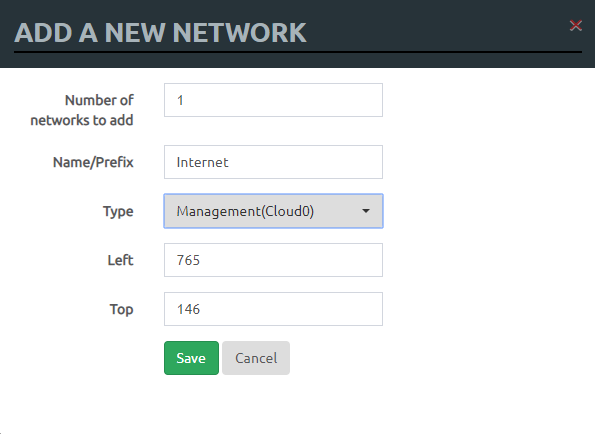 ADD A NEW NETWORK
Number of
networks to add
1
Name/Prefix
Internet
Type
Management(Cloud0)
Left
765
Top
146
Save
Cancel